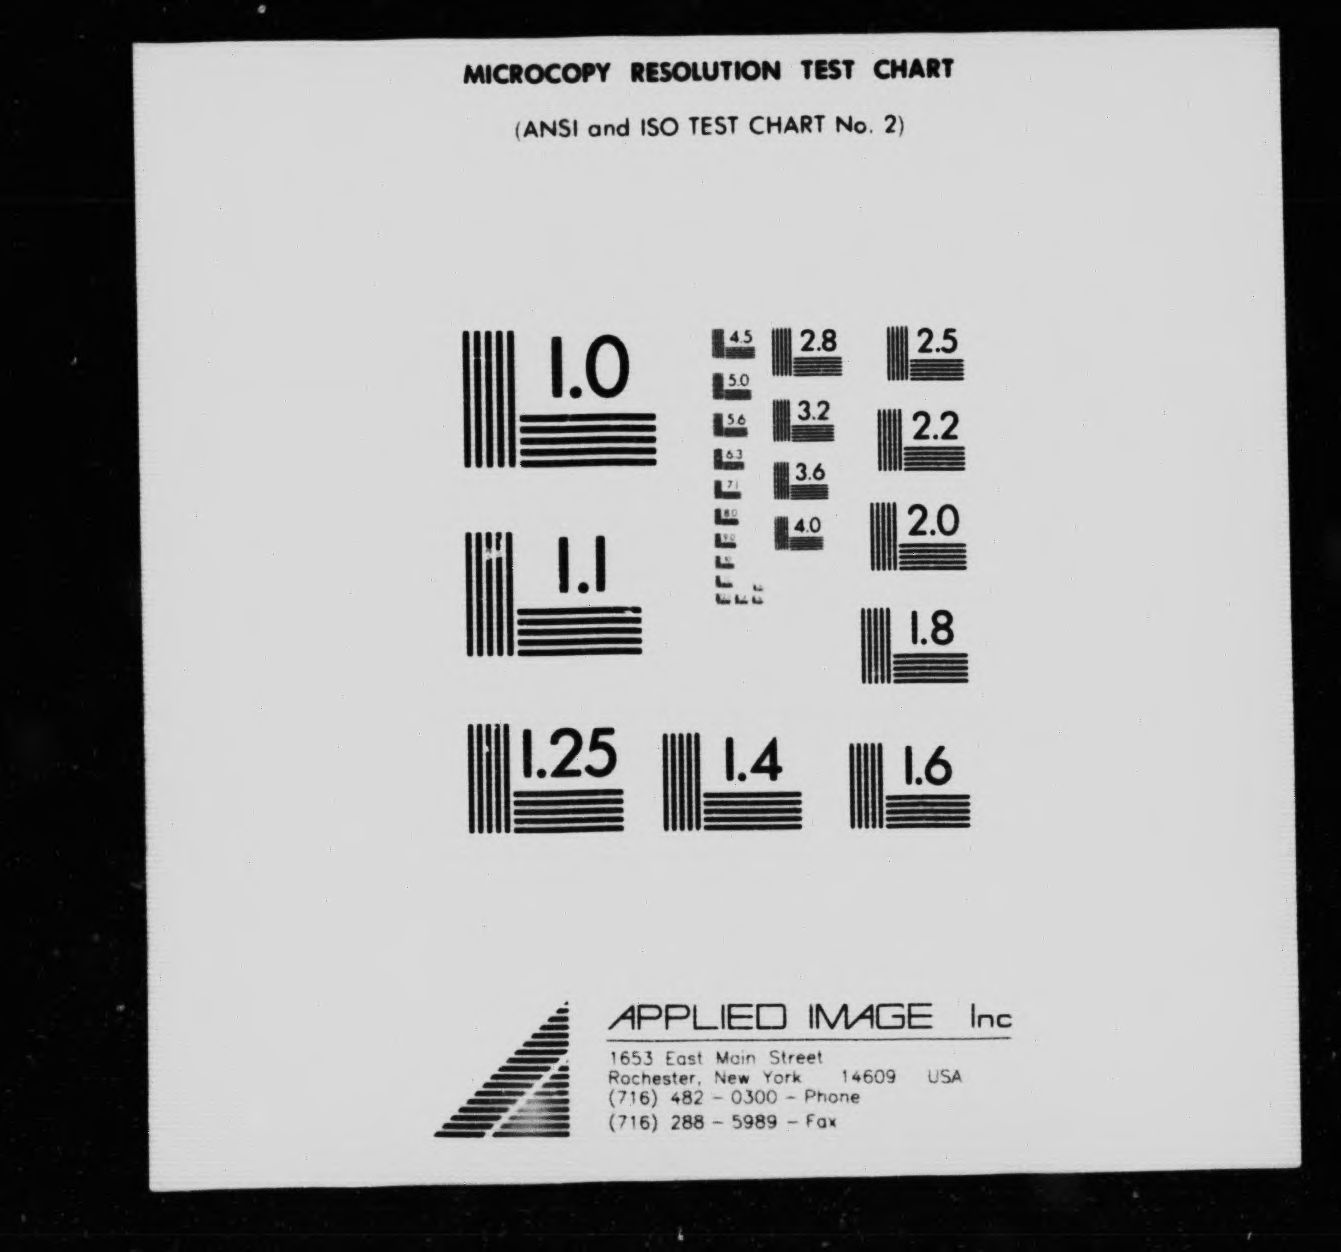 MICROCOPY RESOLUTION TEST CHART
(ANSI and ISO TEST CHART No. 2)
1.0
1.1
1.25
1.4
1.6
1.8
2.0
2.2
2.5
2.8
3.2
3.6
4.0
4.5
5.0
5.6
6.3
7.1
8.0
9.0
APPLIED IMAGE Inc
1653 East Main Street
Rochester, New York 14609 USA
(716) 482 - 0300 - Phone
(716) 288 - 5989 - Fax